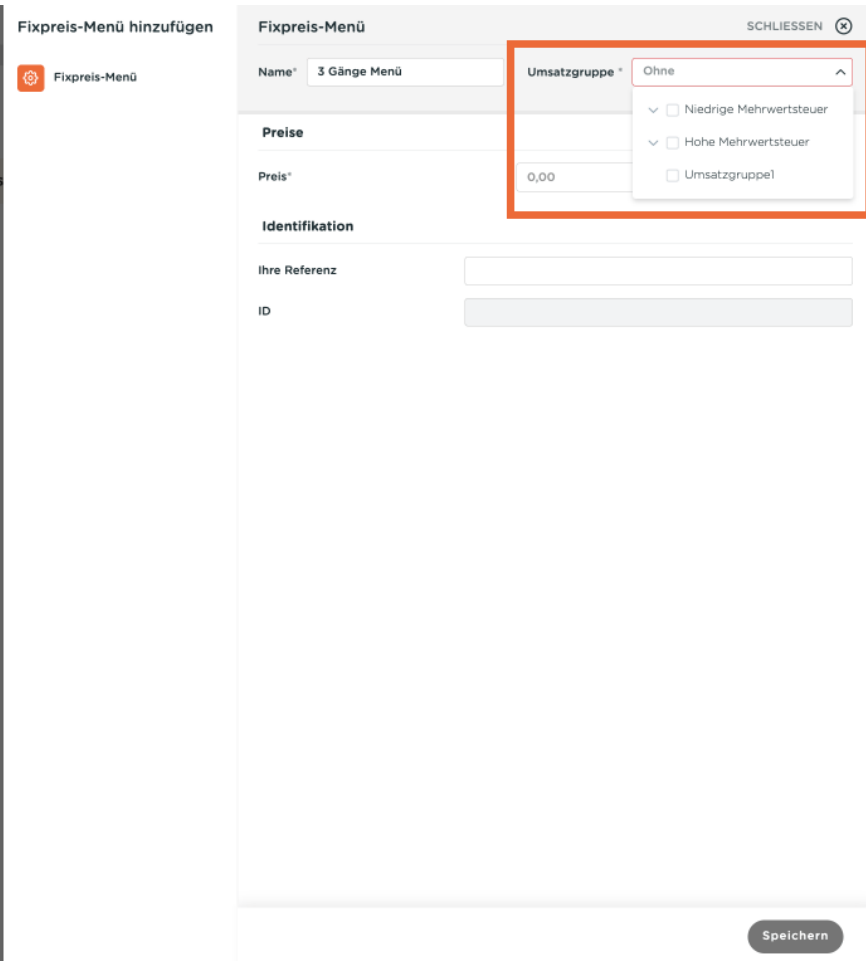 Fixpreis-Menü hinzufügen
Fixpreis-Menü
Fixpreis-Menü
SCHLIESSEN
Name*
3 Gänge Menü
Umsatzgruppe *
Ohne
Niedrige Mehrwertsteuer
Hohe Mehrwertsteuer
Umsatzgruppe1
Preise
Preis*
0,00
Identifikation
Ihre Referenz
ID
Speichern